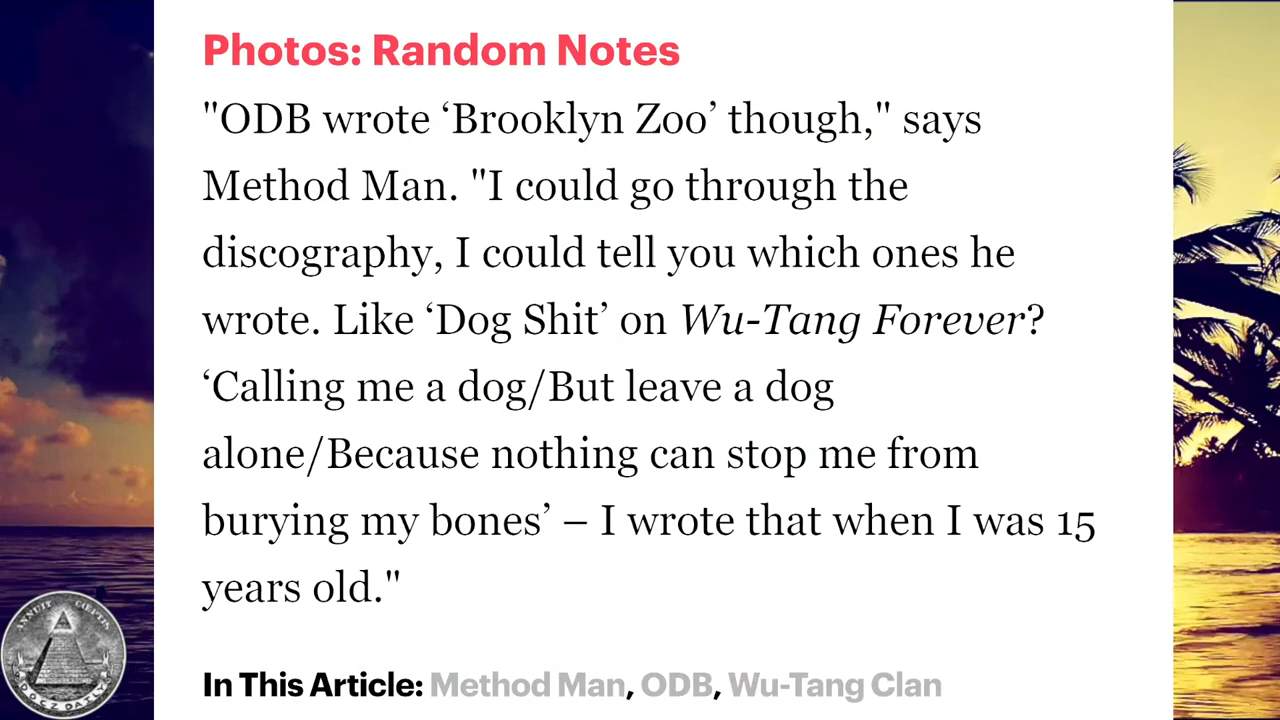 Photos: Random Notes
"ODB wrote ‘Brooklyn Zoo’ though," says
Method Man. "I could go through the
discography, I could tell you which ones he
wrote. Like ‘Dog Shit’ on Wu-Tang Forever?
‘Calling me a dog/But leave a dog
alone/Because nothing can stop me from
burying my bones’ – I wrote that when I was 15
years old."
In This Article: Method Man, ODB, Wu-Tang Clan
ANNUIT CŒPTIS